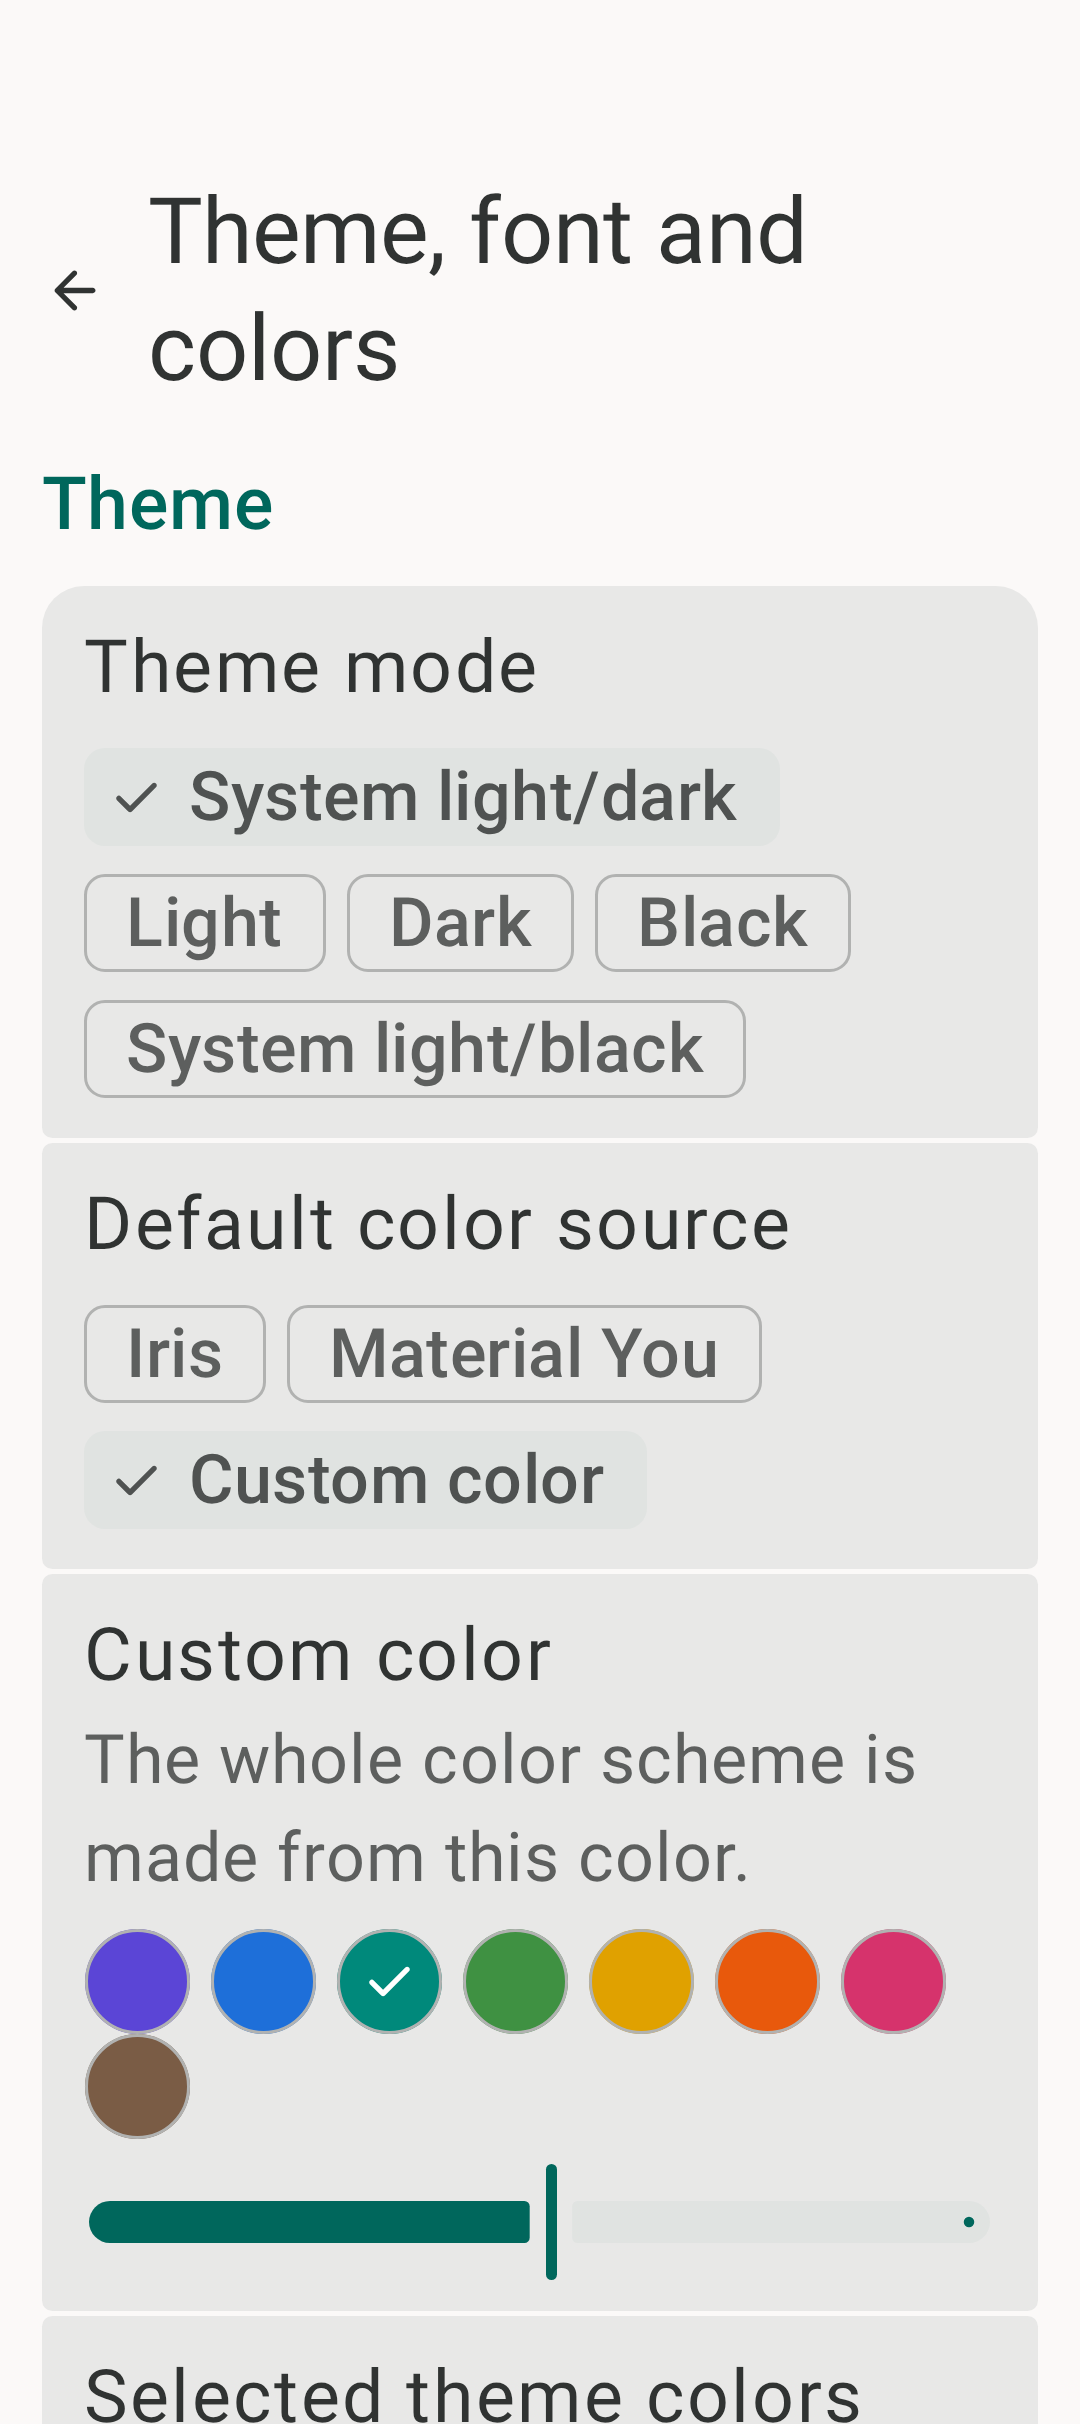 Theme, font and
colors
Theme
Theme mode
System light/dark
Light Dark Black
System light/black
Default color source
Iris Material You
Custom color
Custom color
The whole color scheme is
made from this color.
Selected theme colors